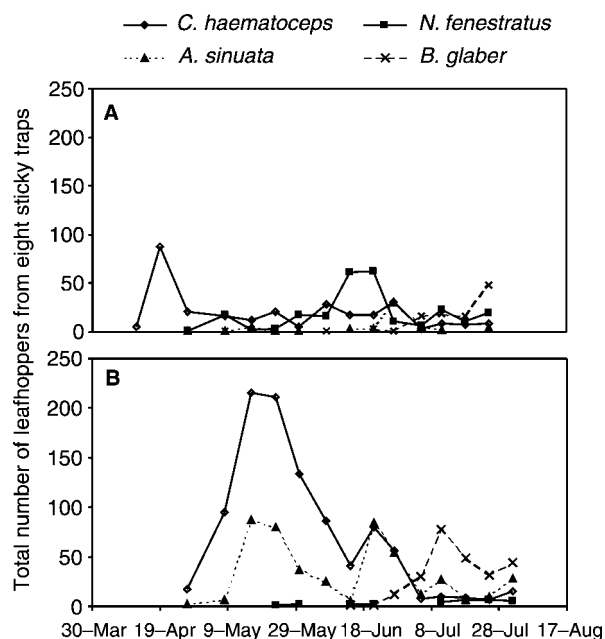 C. haematoceps N. fenestratus
A. sinuata B. glaber
Total number of leafhoppers from eight sticky traps
A
250
200
150
100
50
0
B
250
200
150
100
50
0
30–Mar 19–Apr 9–May 29–May 18–Jun 8–Jul 28–Jul 17–Aug